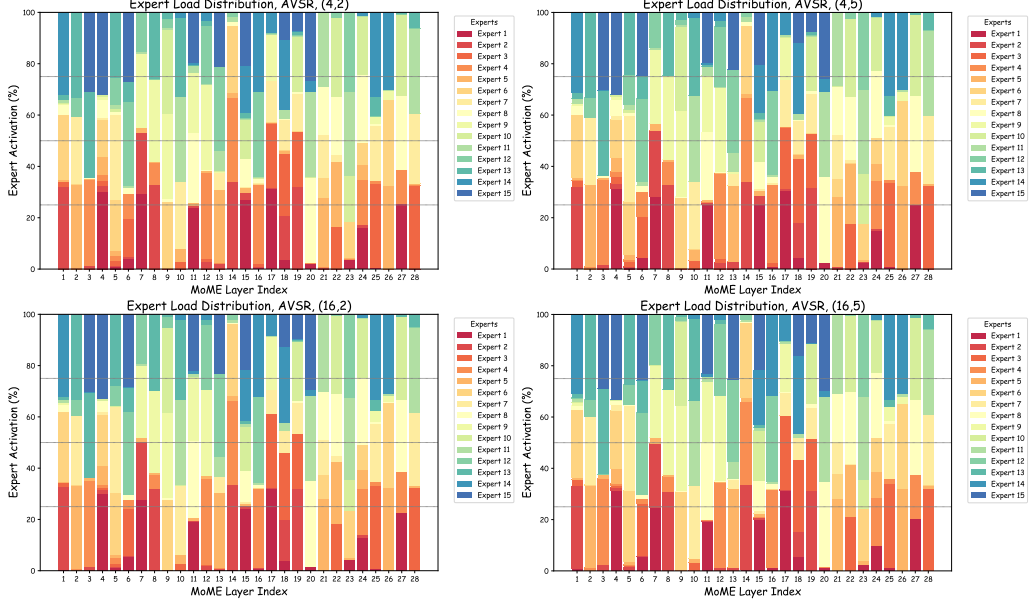 Expert Load Distribution, AVSR, (4,2)
Expert Activation (%)
100
80
60
40
20
0
1 2 3 4 5 6 7 8 9 10 11 12 13 14 15 16 17 18 19 20 21 22 23 24 25 26 27 28
MoME Layer Index
Experts
Expert 1
Expert 2
Expert 3
Expert 4
Expert 5
Expert 6
Expert 7
Expert 8
Expert 9
Expert 10
Expert 11
Expert 12
Expert 13
Expert 14
Expert 15
Expert Load Distribution, AVSR, (4,5)
Expert Activation (%)
100
80
60
40
20
0
1 2 3 4 5 6 7 8 9 10 11 12 13 14 15 16 17 18 19 20 21 22 23 24 25 26 27 28
MoME Layer Index
Experts
Expert 1
Expert 2
Expert 3
Expert 4
Expert 5
Expert 6
Expert 7
Expert 8
Expert 9
Expert 10
Expert 11
Expert 12
Expert 13
Expert 14
Expert 15
Expert Load Distribution, AVSR, (16,2)
Expert Activation (%)
100
80
60
40
20
0
1 2 3 4 5 6 7 8 9 10 11 12 13 14 15 16 17 18 19 20 21 22 23 24 25 26 27 28
MoME Layer Index
Experts
Expert 1
Expert 2
Expert 3
Expert 4
Expert 5
Expert 6
Expert 7
Expert 8
Expert 9
Expert 10
Expert 11
Expert 12
Expert 13
Expert 14
Expert 15
Expert Load Distribution, AVSR, (16,5)
Expert Activation (%)
100
80
60
40
20
0
1 2 3 4 5 6 7 8 9 10 11 12 13 14 15 16 17 18 19 20 21 22 23 24 25 26 27 28
MoME Layer Index
Experts
Expert 1
Expert 2
Expert 3
Expert 4
Expert 5
Expert 6
Expert 7
Expert 8
Expert 9
Expert 10
Expert 11
Expert 12
Expert 13
Expert 14
Expert 15